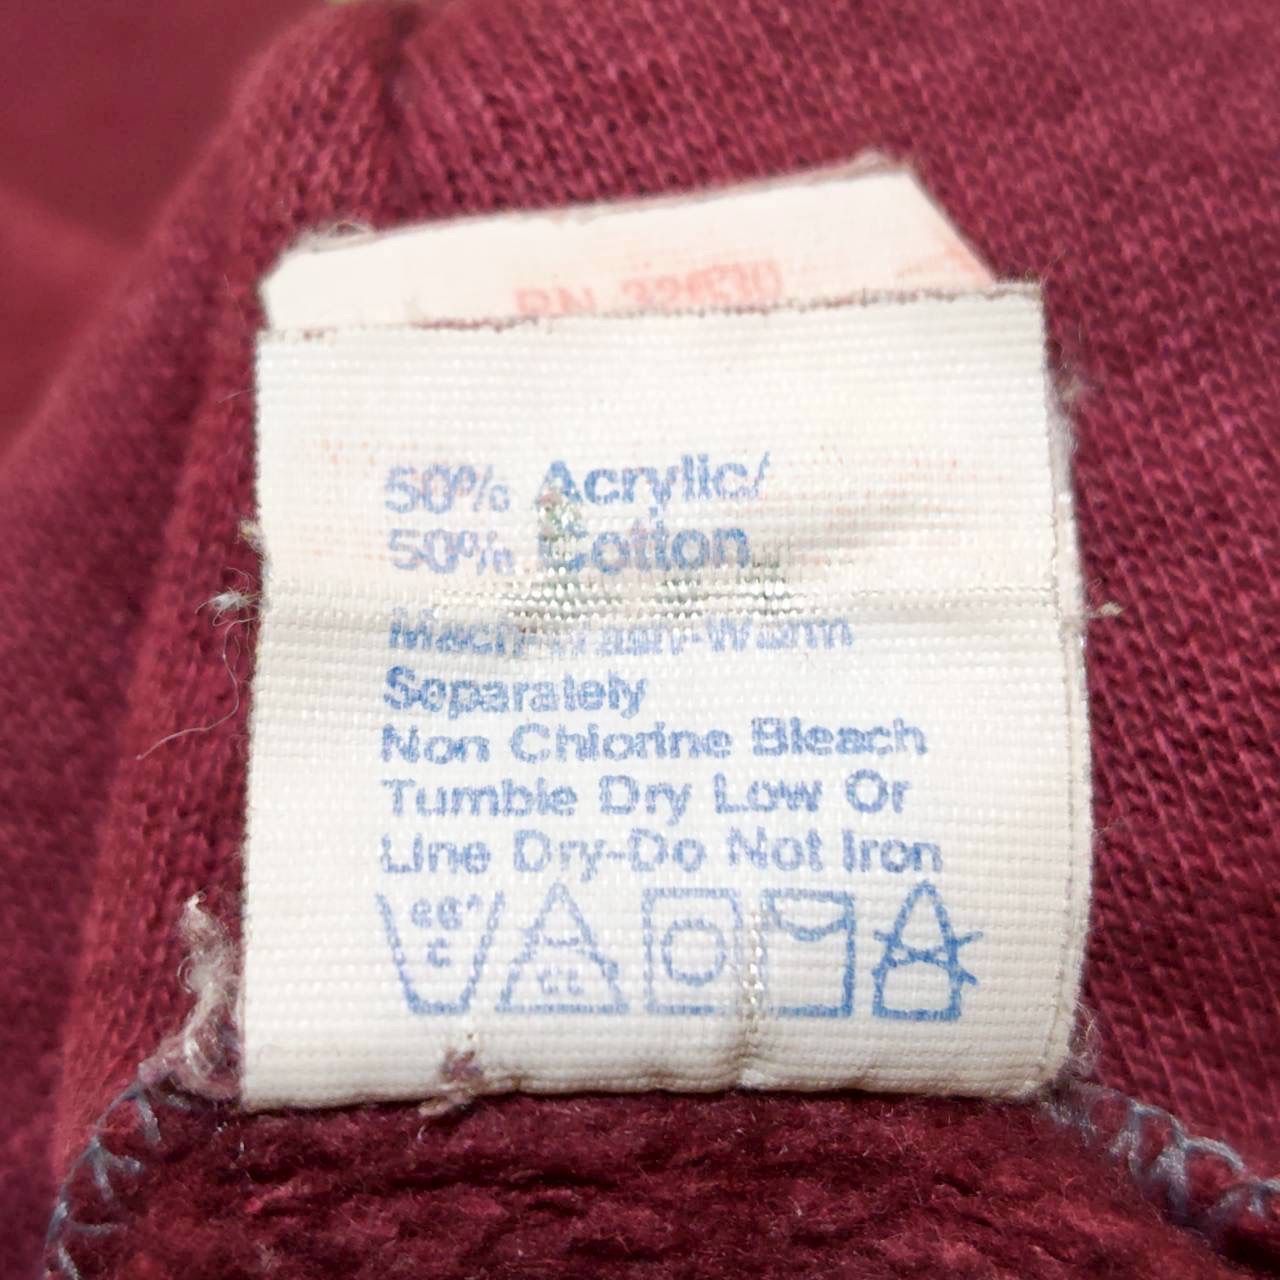 RN
50% Acrylic/
50% Cotton
Mach Wash-Warm
Separately
Non Chlorine Bleach
Tumble Dry Low Or
Line Dry-Do Not Iron